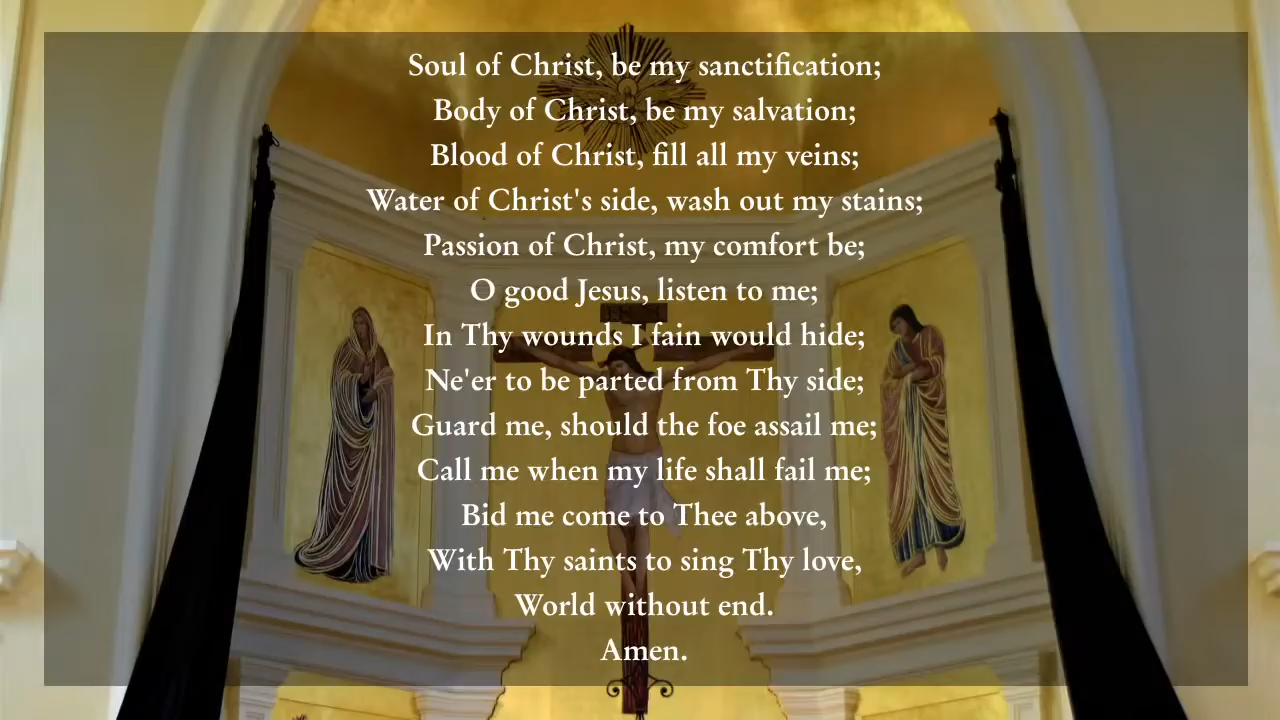 Soul of Christ, be my sanctification;
Body of Christ, be my salvation;
Blood of Christ, fill all my veins;
Water of Christ's side, wash out my stains;
Passion of Christ, my comfort be;
O good Jesus, listen to me;
In Thy wounds I fain would hide;
Ne'er to be parted from Thy side;
Guard me, should the foe assail me;
Call me when my life shall fail me;
Bid me come to Thee above,
With Thy saints to sing Thy love,
World without end.
Amen.